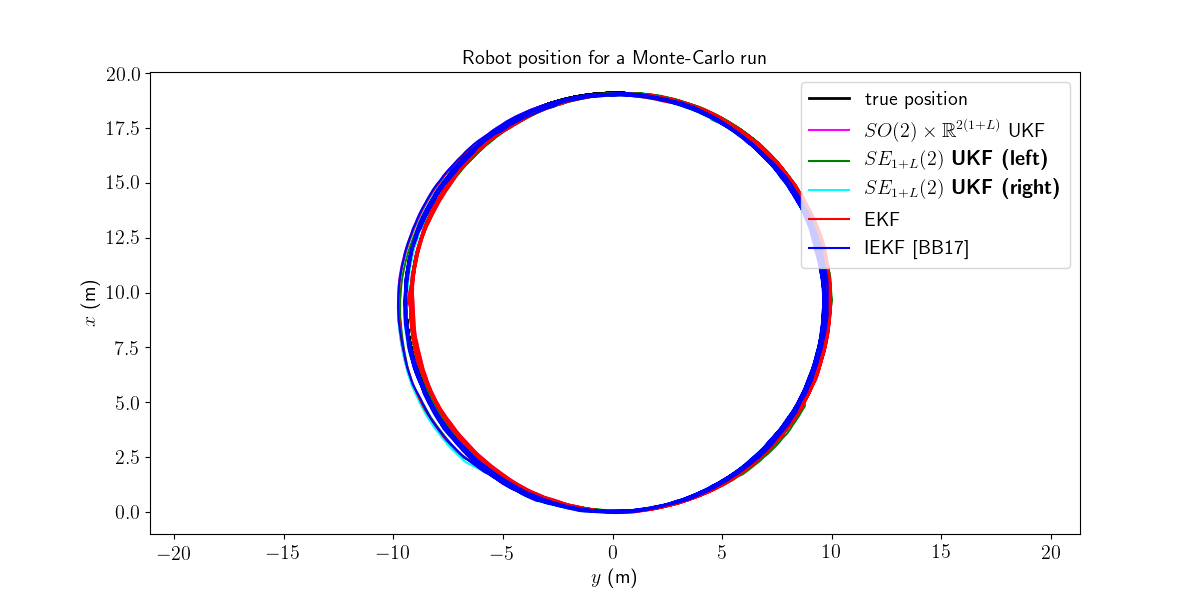 Robot position for a Monte-Carlo run
20.0
17.5
15.0
12.5
10.0
7.5
5.0
2.5
0.0
x (m)
−20 −15 −10 −5 0 5 10 15 20
y (m)
true position
SO(2) × ℝ^{2(1+L)} UKF
SE_{1+L}(2) UKF (left)
SE_{1+L}(2) UKF (right)
EKF
IEKF [BB17]